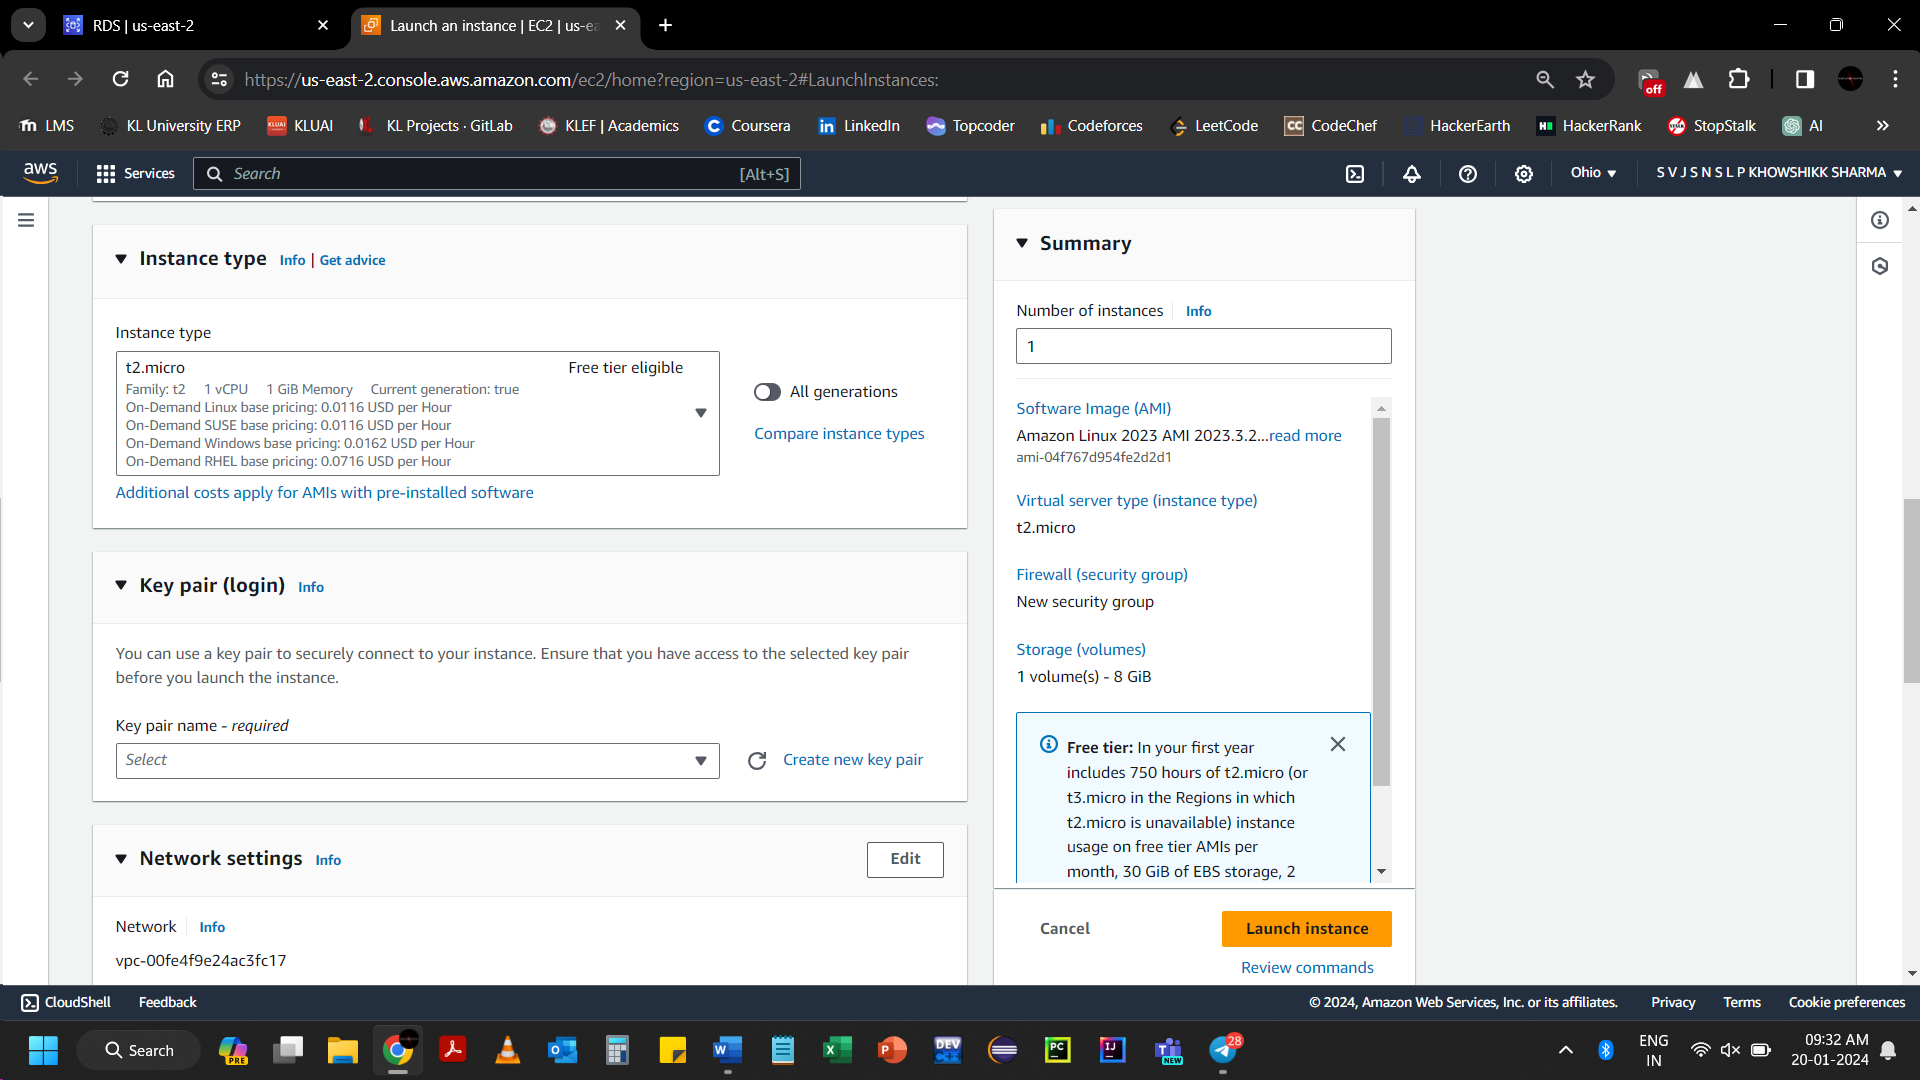 RDS | us-east-2
Launch an instance | EC2 | us-ea
https://us-east-2.console.aws.amazon.com/ec2/home?region=us-east-2#LaunchInstances:
off
LMS
KL University ERP
KLUAI
KL Projects · GitLab
KLEF | Academics
Coursera
LinkedIn
Topcoder
Codeforces
LeetCode
CodeChef
HackerEarth
HackerRank
StopStalk
AI
aws
Services
Search
[Alt+S]
Ohio
S V J S N S L P KHOWSHIKK SHARMA
Instance type Info | Get advice
Instance type
t2.micro Free tier eligible
Family: t2 1 vCPU 1 GiB Memory Current generation: true
On-Demand Linux base pricing: 0.0116 USD per Hour
On-Demand SUSE base pricing: 0.0116 USD per Hour
On-Demand Windows base pricing: 0.0162 USD per Hour
On-Demand RHEL base pricing: 0.0716 USD per Hour
All generations
Compare instance types
Additional costs apply for AMIs with pre-installed software
Key pair (login) Info
You can use a key pair to securely connect to your instance. Ensure that you have access to the selected key pair
before you launch the instance.
Key pair name - required
Select
Create new key pair
Network settings Info
Edit
Network Info
vpc-00fe4f9e24ac3fc17
Summary
Number of instances Info
1
Software Image (AMI)
Amazon Linux 2023 AMI 2023.3.2...read more
ami-04f767d954fe2d2d1
Virtual server type (instance type)
t2.micro
Firewall (security group)
New security group
Storage (volumes)
1 volume(s) - 8 GiB
Free tier: In your first year
includes 750 hours of t2.micro (or
t3.micro in the Regions in which
t2.micro is unavailable) instance
usage on free tier AMIs per
month, 30 GiB of EBS storage, 2
Cancel
Launch instance
Review commands
CloudShell
Feedback
© 2024, Amazon Web Services, Inc. or its affiliates.
Privacy
Terms
Cookie preferences
Search
PRE
DEV
C++
PC
IJ
NEW
28
ENG
IN
09:32 AM
20-01-2024